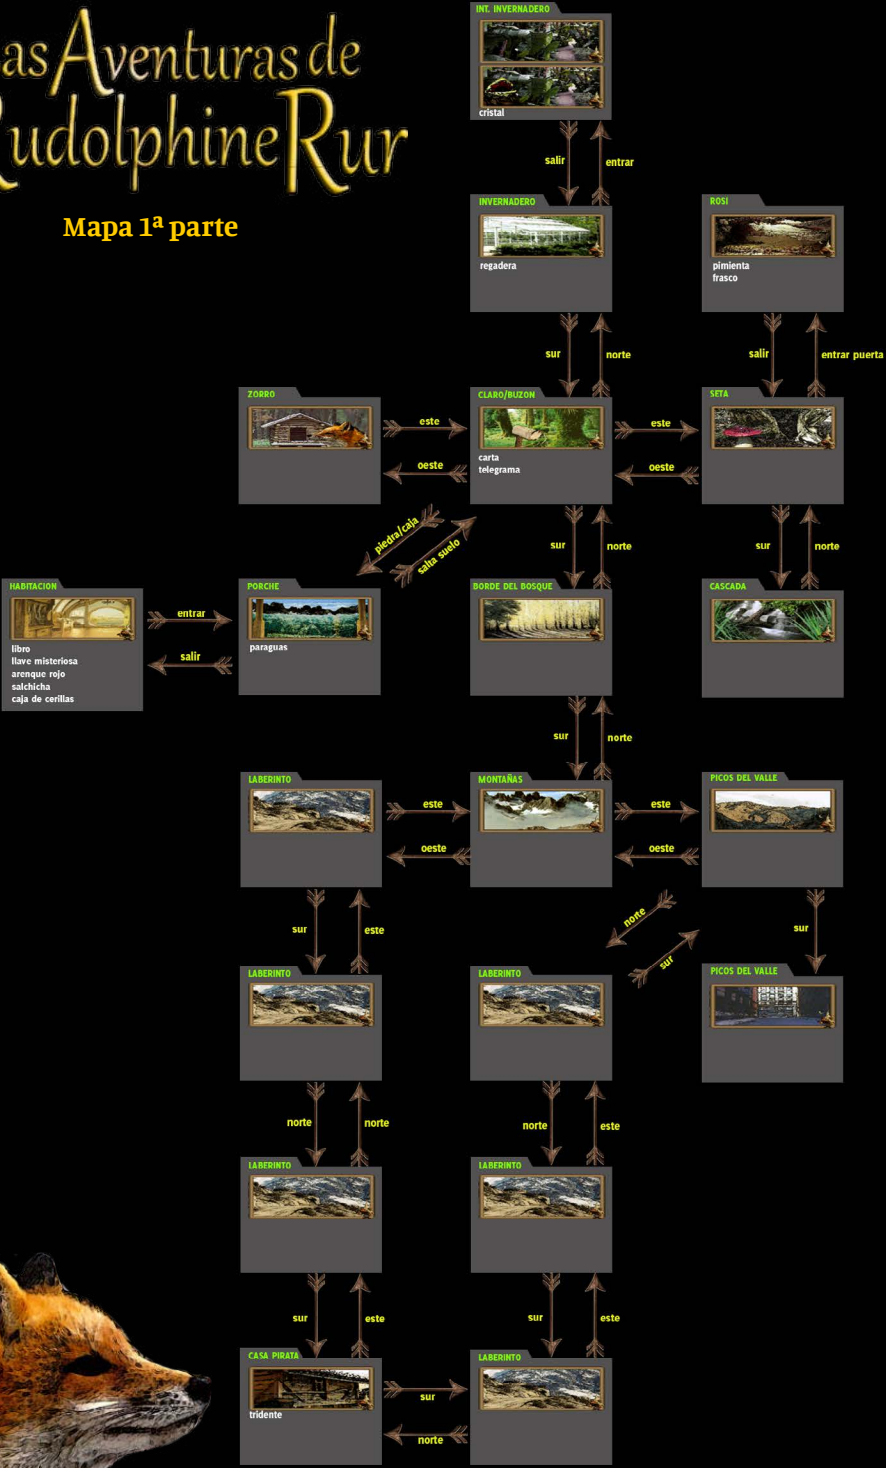 as Aventuras de
Rudolphine Rur
Mapa 1ª parte
INT. INVERNADERO
cristal
salir
entrar
INVERNADERO
regadera
ROSI
pimienta
frasco
sur
norte
salir
entrar puerta
ZORRO
este
oeste
CLARO/BUZON
carta
telegrama
este
oeste
SETA
piedra/caja
salta suelo
sur
norte
sur
norte
HABITACION
libro
llave misteriosa
arenque rojo
salchicha
caja de cerillas
entrar
salir
PORCHE
paraguas
BORDE DEL BOSQUE
CASCADA
sur
norte
LABERINTO
este
oeste
MONTAÑAS
este
oeste
PICOS DEL VALLE
sur
este
norte
sur
sur
LABERINTO
LABERINTO
PICOS DEL VALLE
norte
norte
norte
este
LABERINTO
LABERINTO
sur
este
sur
este
CASA PIRATA
tridente
sur
norte
LABERINTO